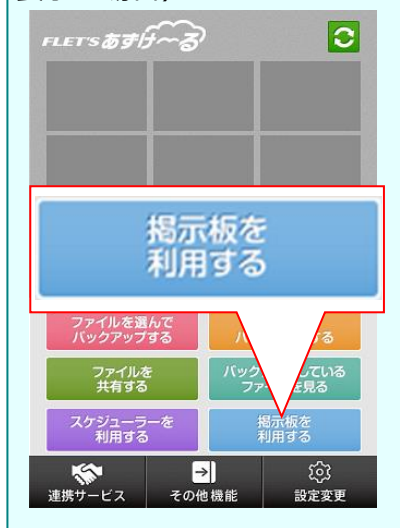 FLET'S あずけ～る
掲示板を
利用する
ファイルを選んで
バックアップする
ファイルを
共有する
スケジューラーを
利用する
掲示板を
利用する
連携サービス
その他機能
設定変更